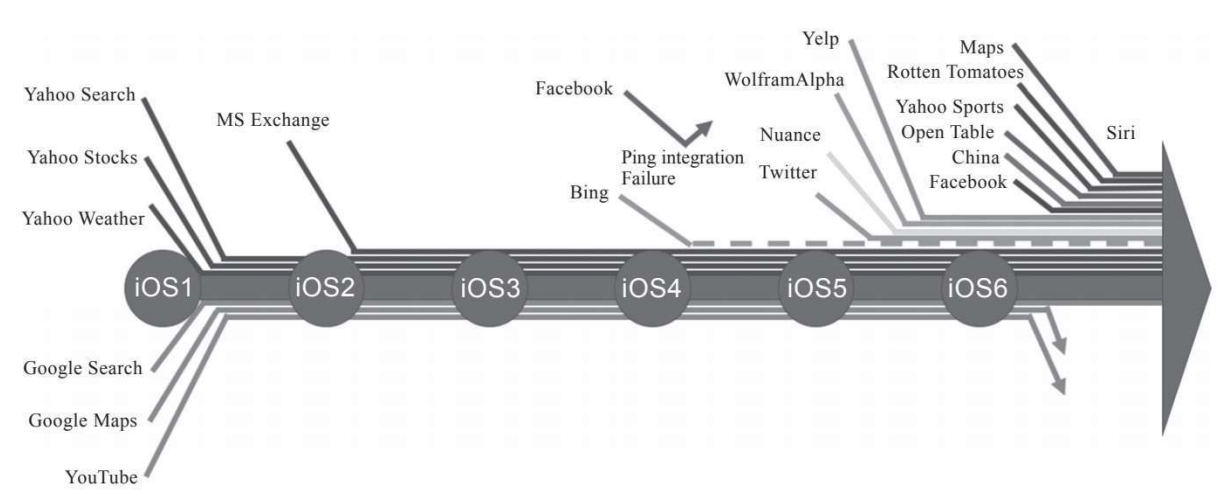 Yahoo Search
Yahoo Stocks
Yahoo Weather
MS Exchange
Facebook
Ping integration
Failure
Bing
Yelp
WolframAlpha
Nuance
Twitter
Maps
Rotten Tomatoes
Yahoo Sports
Open Table
China
Facebook
Siri
iOS1
iOS2
iOS3
iOS4
iOS5
iOS6
Google Search
Google Maps
YouTube